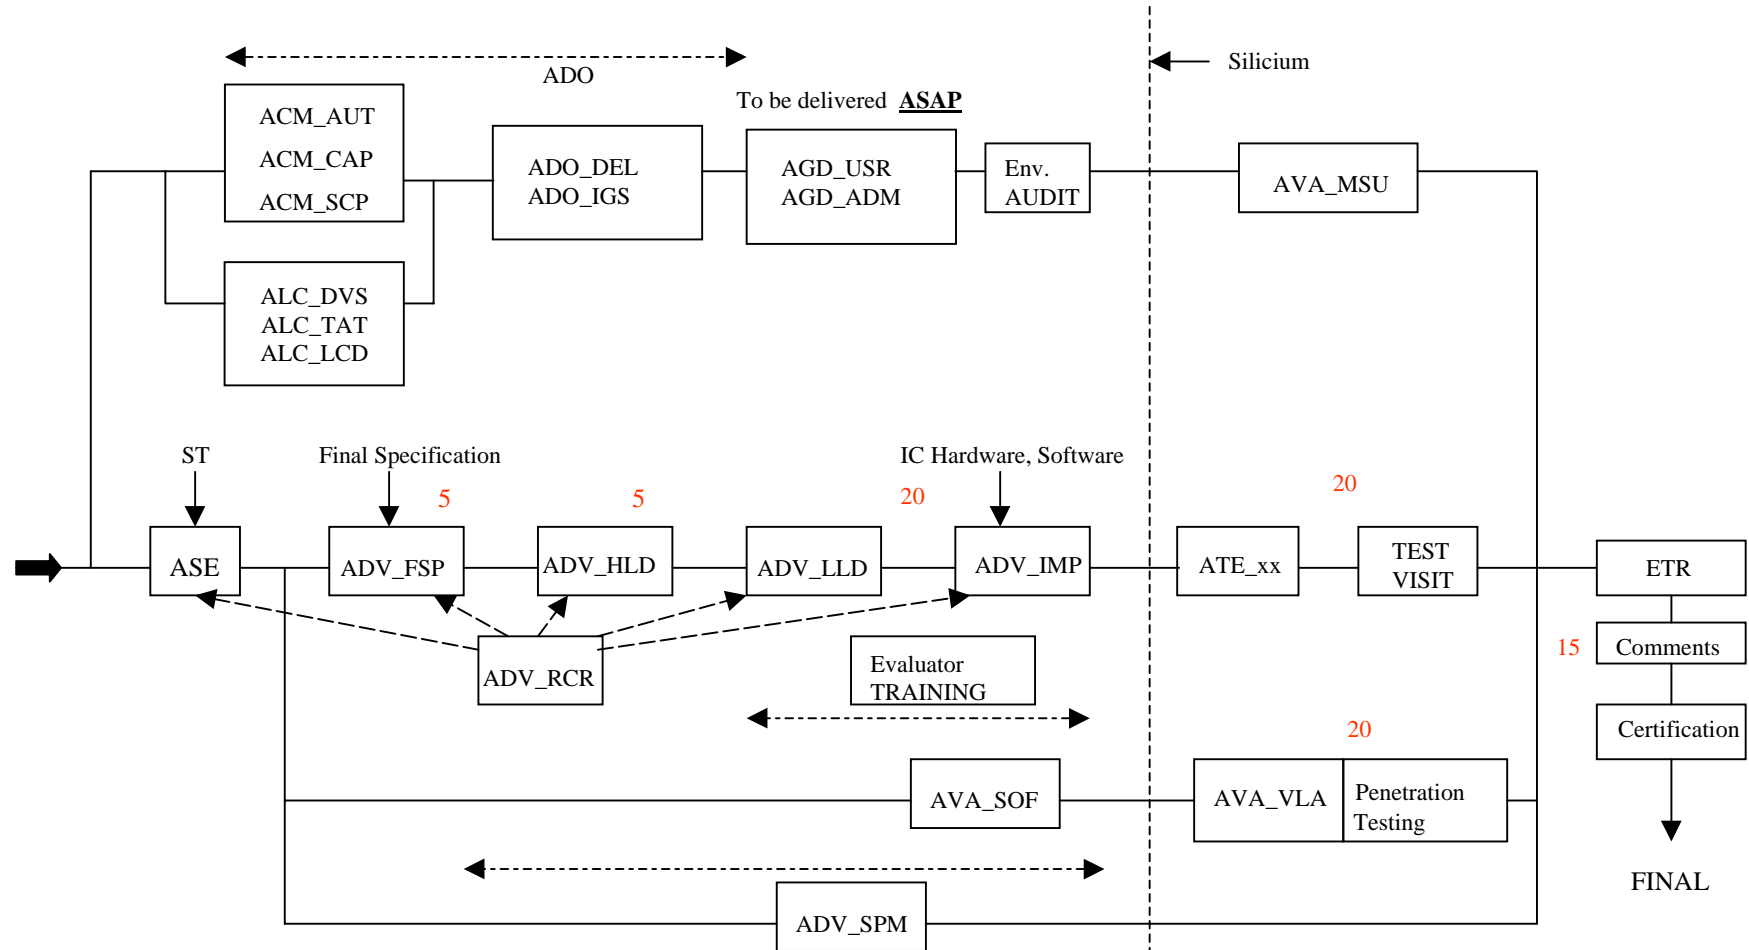 ADO
Silicium
To be delivered ASAP
ACM_AUT
ACM_CAP
ACM_SCP
ADO_DEL
ADO_IGS
AGD_USR
AGD_ADM
Env.
AUDIT
AVA_MSU
ALC_DVS
ALC_TAT
ALC_LCD
ST
Final Specification
IC Hardware, Software
5
5
20
20
ASE
ADV_FSP
ADV_HLD
ADV_LLD
ADV_IMP
ATE_xx
TEST
VISIT
ETR
ADV_RCR
Evaluator
TRAINING
15
Comments
20
Certification
AVA_SOF
AVA_VLA
Penetration
Testing
FINAL
ADV_SPM